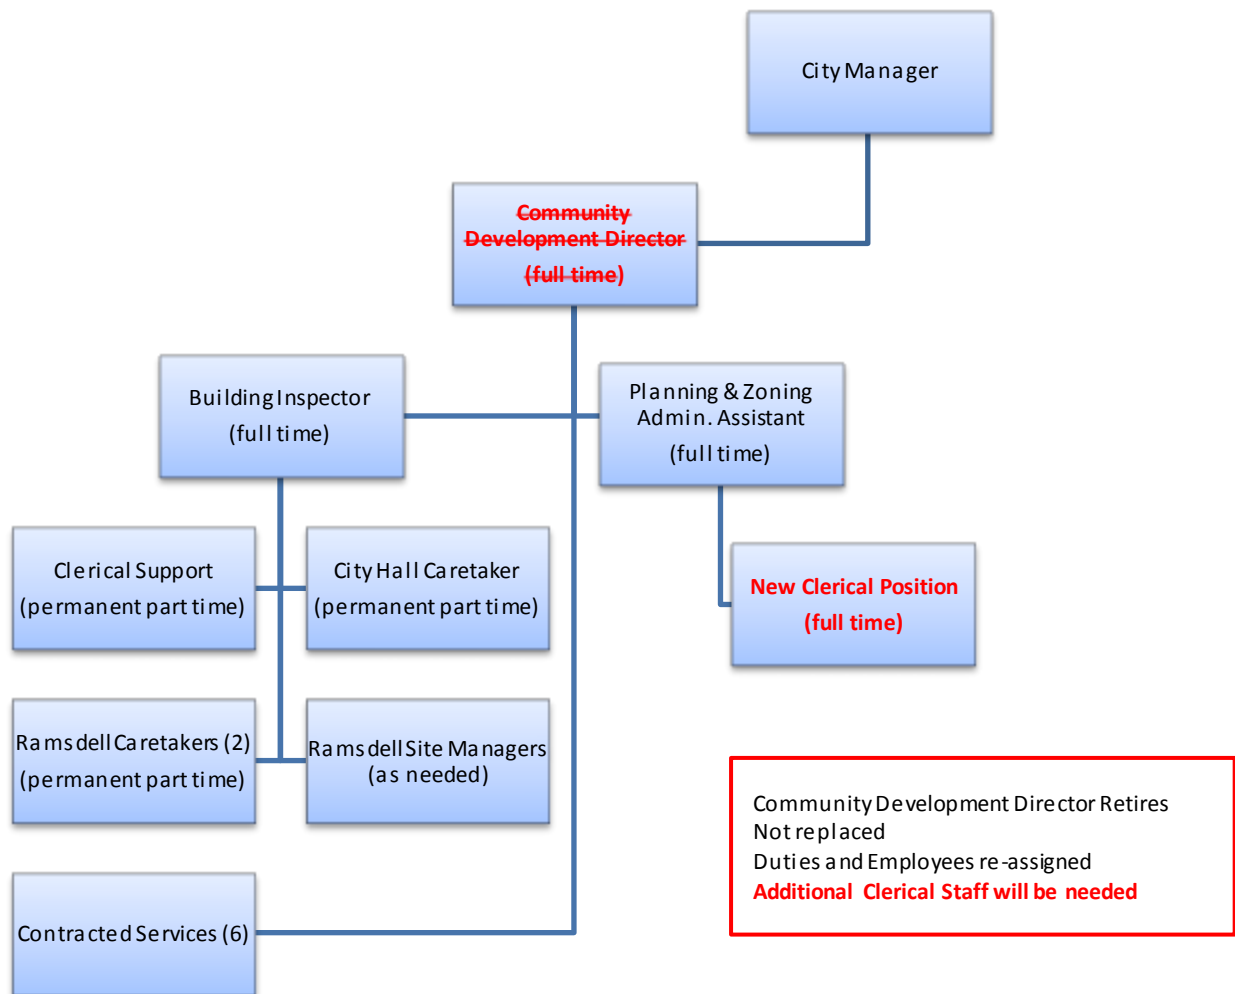 City Manager
Community
Development Director
(full time)
Building Inspector
(full time)
Planning & Zoning
Admin. Assistant
(full time)
Clerical Support
(permanent part time)
City Hall Caretaker
(permanent part time)
New Clerical Position
(full time)
Ramsdell Caretakers (2)
(permanent part time)
Ramsdell Site Managers
(as needed)
Community Development Director Retires
Not replaced
Duties and Employees re-assigned
Additional Clerical Staff will be needed
Contracted Services (6)